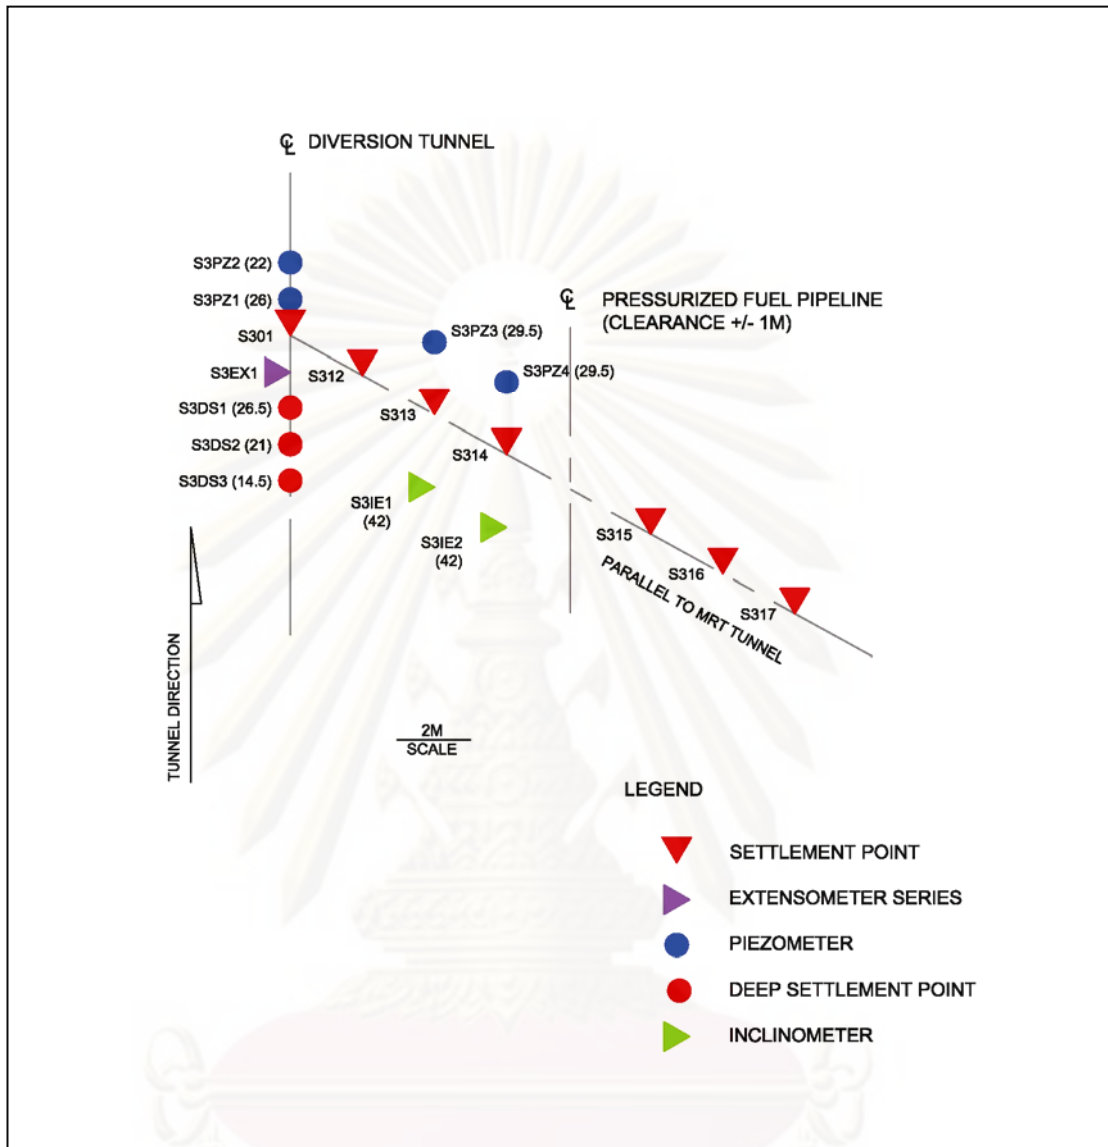 ℄ DIVERSION TUNNEL
S3PZ2 (22)
S3PZ1 (26)
℄ PRESSURIZED FUEL PIPELINE
(CLEARANCE +/- 1M)
S301
S3PZ3 (29.5)
S3EX1
S312
S3PZ4 (29.5)
S3DS1 (26.5)
S313
S3DS2 (21)
S314
S3DS3 (14.5)
S3IE1
(42)
S3IE2
(42)
S315
S316
S317
PARALLEL TO MRT TUNNEL
TUNNEL DIRECTION
2M
SCALE
LEGEND
SETTLEMENT POINT
EXTENSOMETER SERIES
PIEZOMETER
DEEP SETTLEMENT POINT
INCLINOMETER